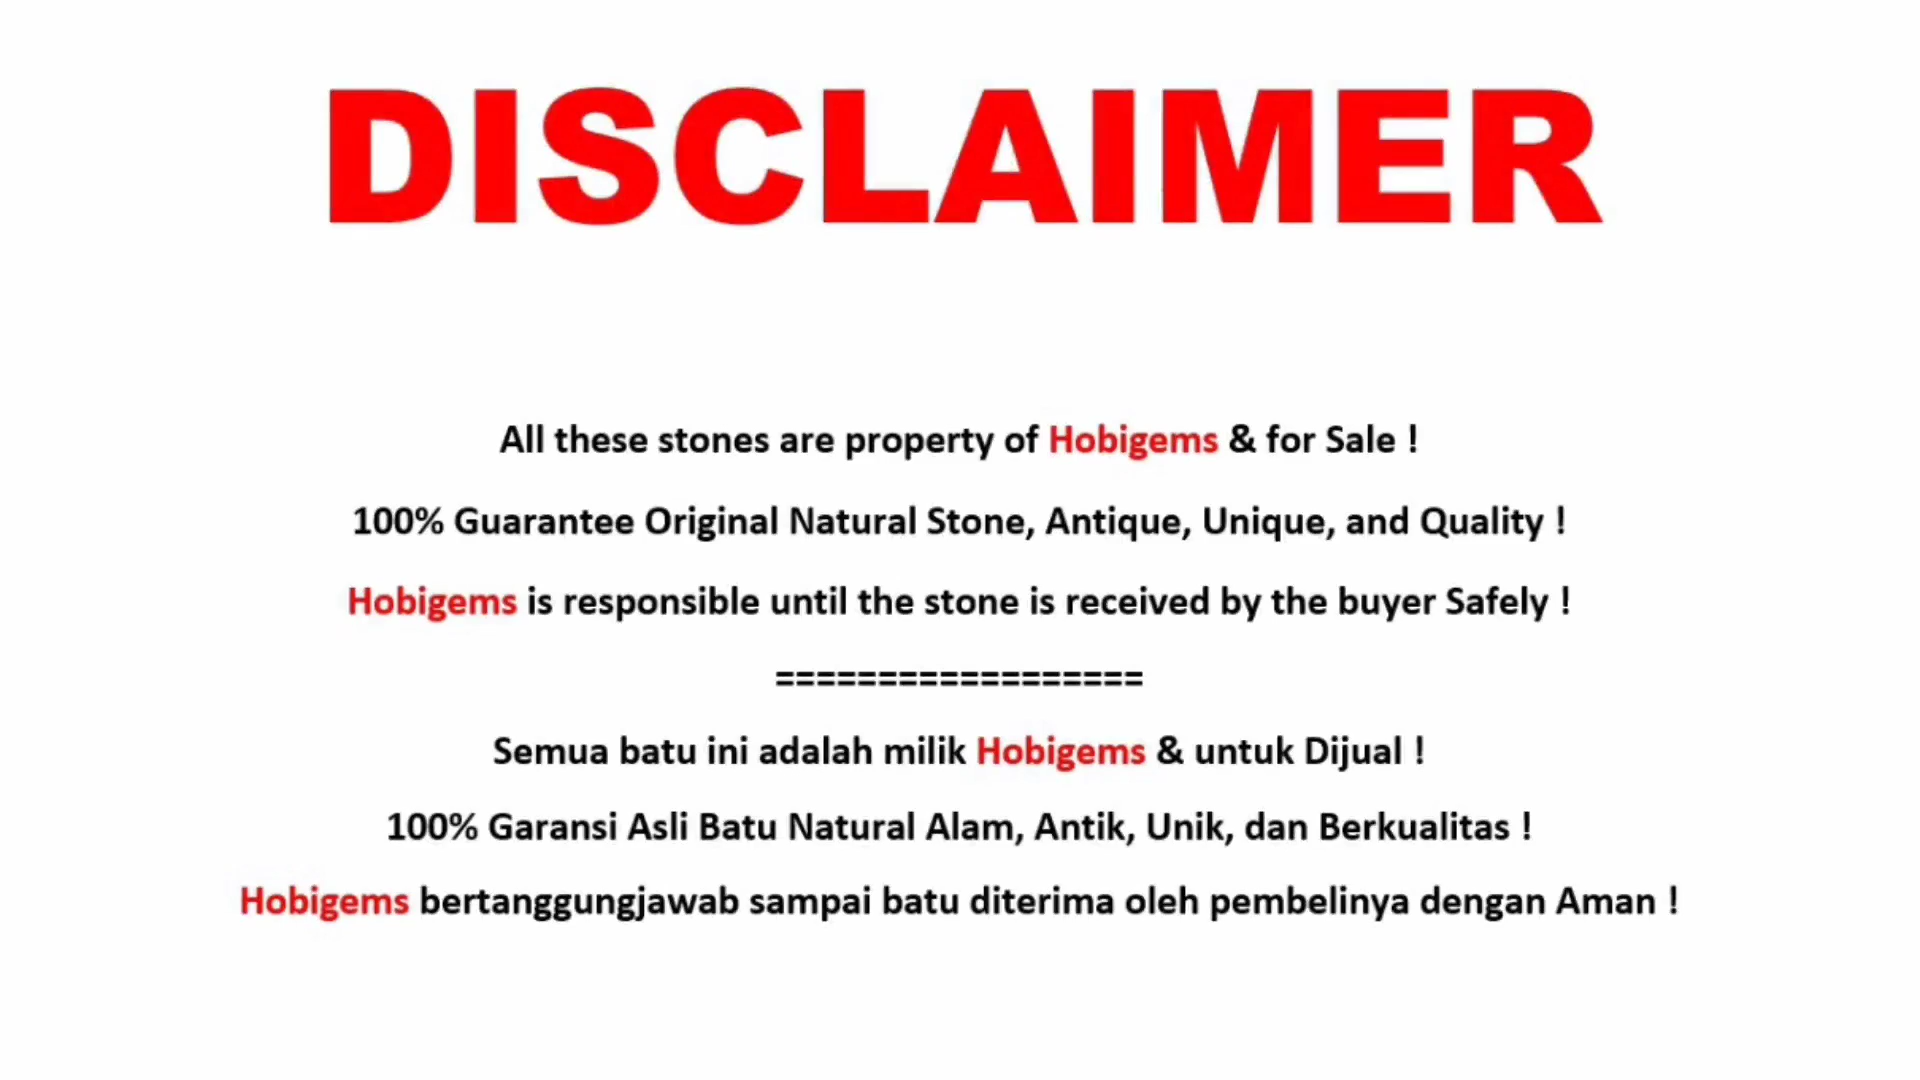 DISCLAIMER
All these stones are property of Hobigems & for Sale !
100% Guarantee Original Natural Stone, Antique, Unique, and Quality !
Hobigems is responsible until the stone is received by the buyer Safely !
==================
Semua batu ini adalah milik Hobigems & untuk Dijual !
100% Garansi Asli Batu Natural Alam, Antik, Unik, dan Berkualitas !
Hobigems bertanggungjawab sampai batu diterima oleh pembelinya dengan Aman !